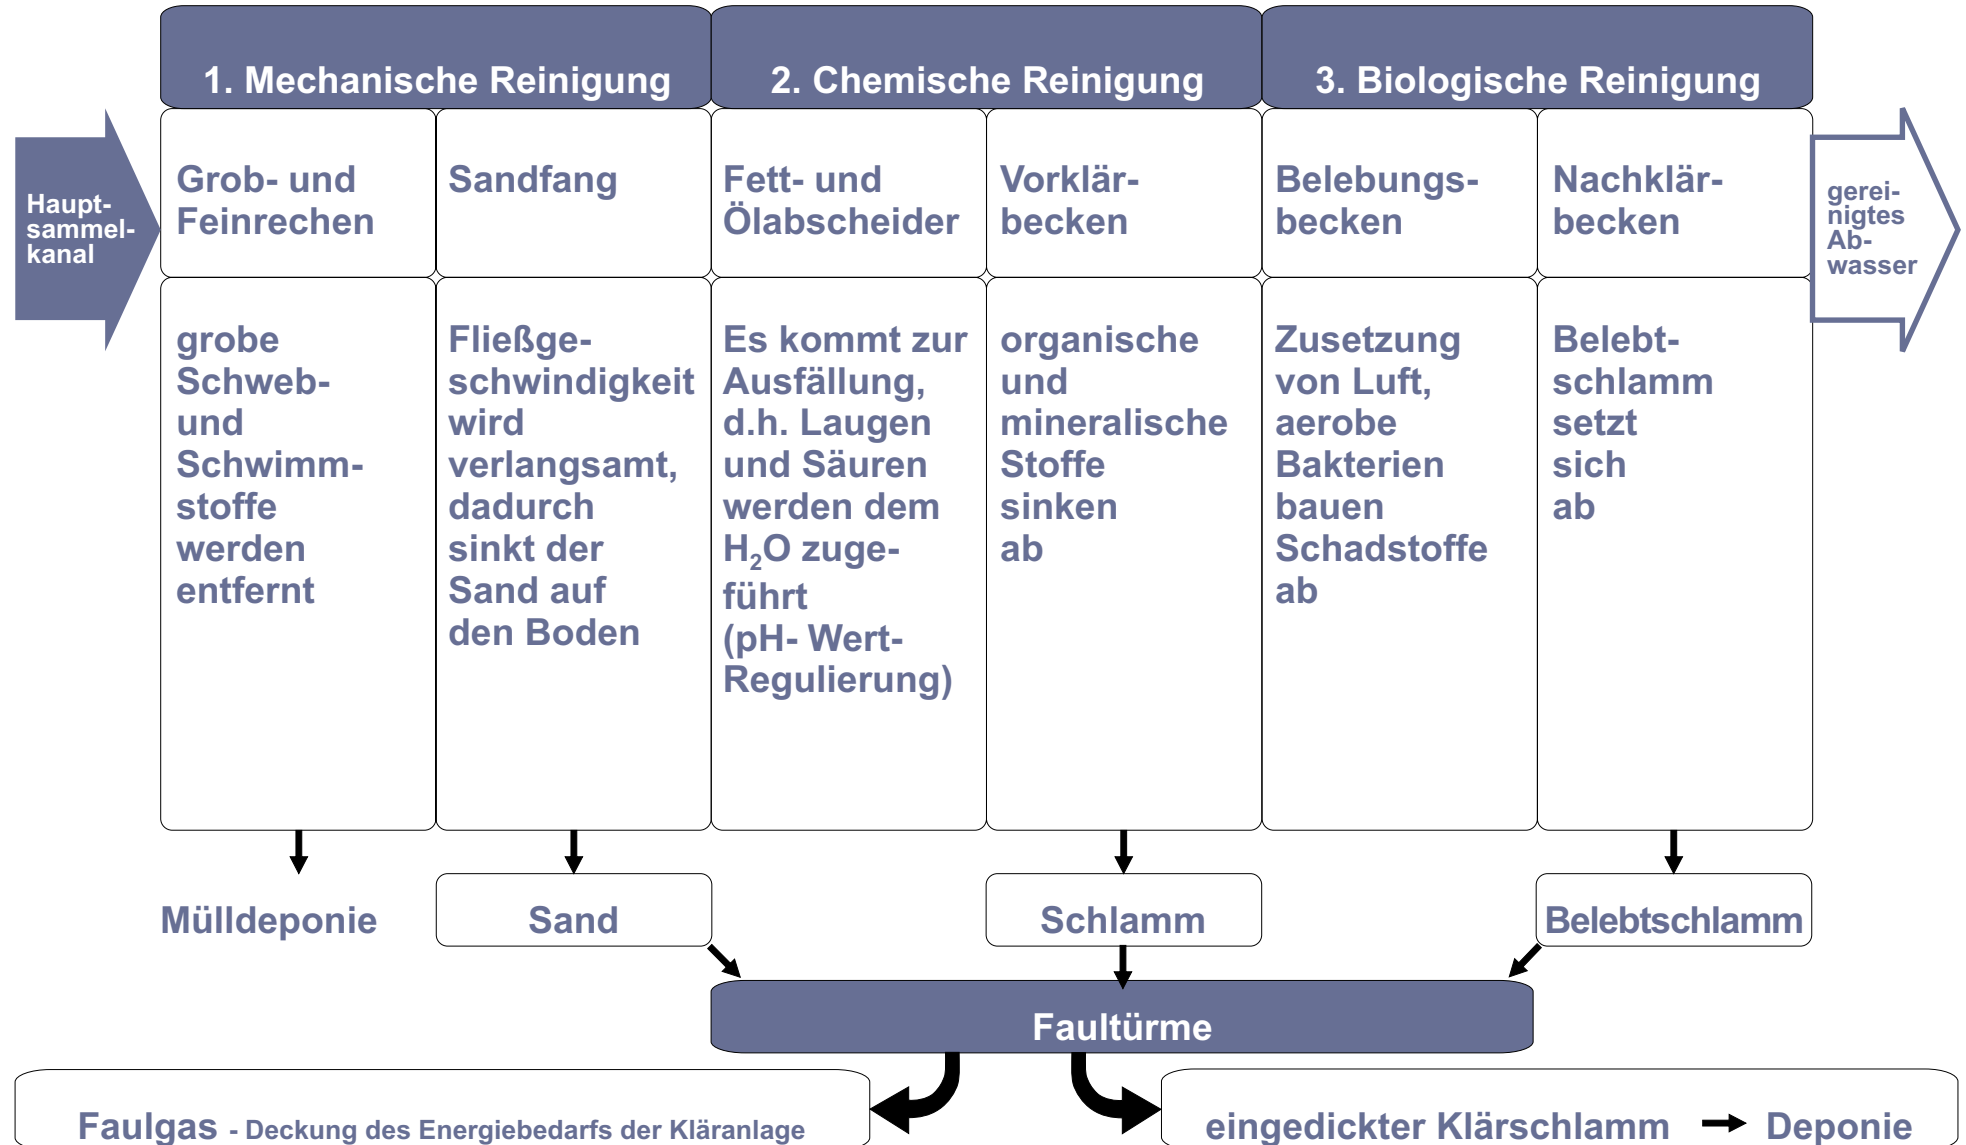 1. Mechanische Reinigung
2. Chemische Reinigung
3. Biologische Reinigung
Haupt-
sammel-
kanal
Grob- und
Feinrechen
Sandfang
Fett- und
Ölabscheider
Vorklär-
becken
Belebungs-
becken
Nachklär-
becken
gerei-
nigtes
Ab-
wasser
grobe
Schweb-
und
Schwimm-
stoffe
werden
entfernt
Fließge-
schwindigkeit
wird
verlangsamt,
dadurch
sinkt der
Sand auf
den Boden
Es kommt zur
Ausfällung,
d.h. Laugen
und Säuren
werden dem
H₂O zuge-
führt
(pH- Wert-
Regulierung)
organische
und
mineralische
Stoffe
sinken
ab
Zusetzung
von Luft,
aerobe
Bakterien
bauen
Schadstoffe
ab
Belebt-
schlamm
setzt
sich
ab
Mülldeponie
Sand
Schlamm
Belebtschlamm
Faultürme
Faulgas - Deckung des Energiebedarfs der Kläranlage
eingedickter Klärschlamm → Deponie